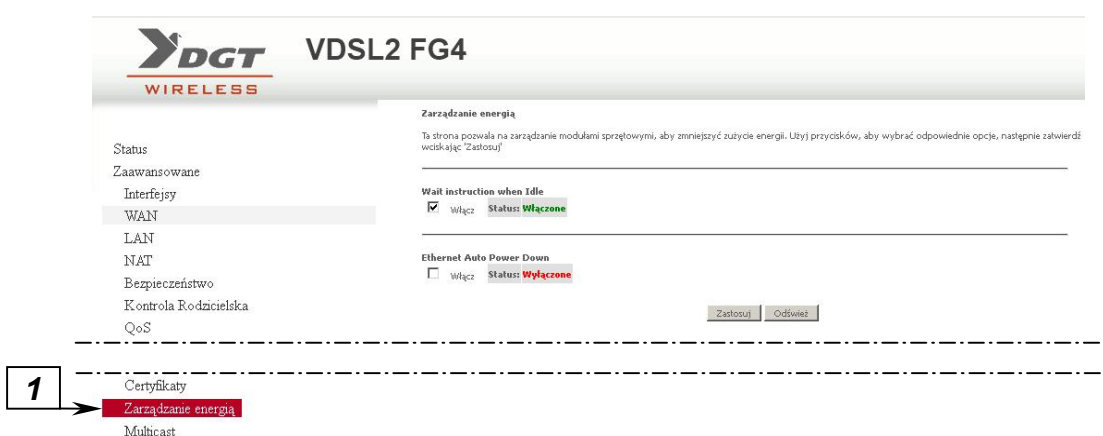 DGT
WIRELESS
VDSL2 FG4
Zarządzanie energią
Ta strona pozwala na zarządzanie modułami sprzętowymi, aby zmniejszyć zużycie energii. Użyj przycisków, aby wybrać odpowiednie opcje, następnie zatwierdź
wciskając 'Zastosuj'
Status
Zaawansowane
Interfejsy
WAN
LAN
NAT
Bezpieczeństwo
Kontrola Rodzicielska
QoS
Wait instruction when Idle
Włącz Status: Włączone
Ethernet Auto Power Down
Włącz Status: Wyłączone
Zastosuj Odśwież
Certyfikaty
1
Zarządzanie energią
Multicast